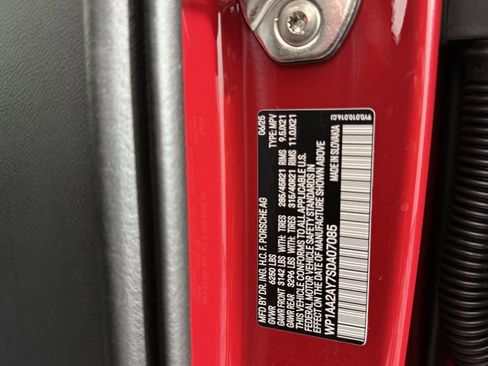 MFD BY DR. ING. H.C. F. PORSCHE AG 06/25
GVWR 6260 LBS TYPE: MPV
GAWR FRONT 3142 LBS WITH: TIRES 285/45R21 RIMS 9.5JX21
GAWR REAR 3296 LBS WITH: TIRES 315/40R21 RIMS 11.0JX21
THIS VEHICLE CONFORMS TO ALL APPLICABLE U.S.
FEDERAL MOTOR VEHICLE SAFETY STANDARDS IN
EFFECT ON THE DATE OF MANUFACTURE SHOWN ABOVE
WP1AA2AY7SDA07085
MADE IN SLOVAKIA